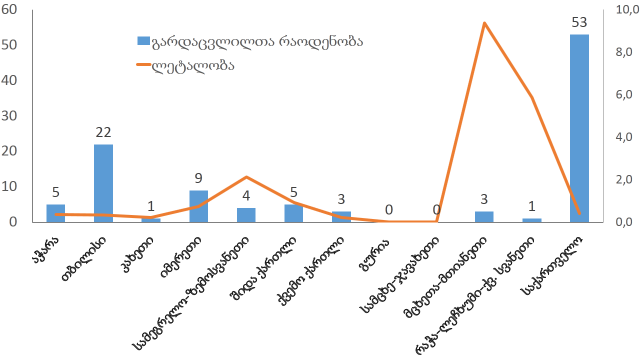 60
50
40
30
20
10
0
10,0
8,0
6,0
4,0
2,0
0,0
გარდაცვლილთა რაოდენობა
ლეტალობა
5
22
1
9
4
5
3
0
0
3
1
53
აჭარა
თბილისი
კახეთი
იმერეთი
სამეგრელო-ზემოსვანეთი
შიდა ქართლი
ქვემო ქართლი
გურია
სამცხე-ჯავახეთი
მცხეთა-მთიანეთი
რაჭა-ლეჩხუმი-ქვ. სვანეთი
საქართველო